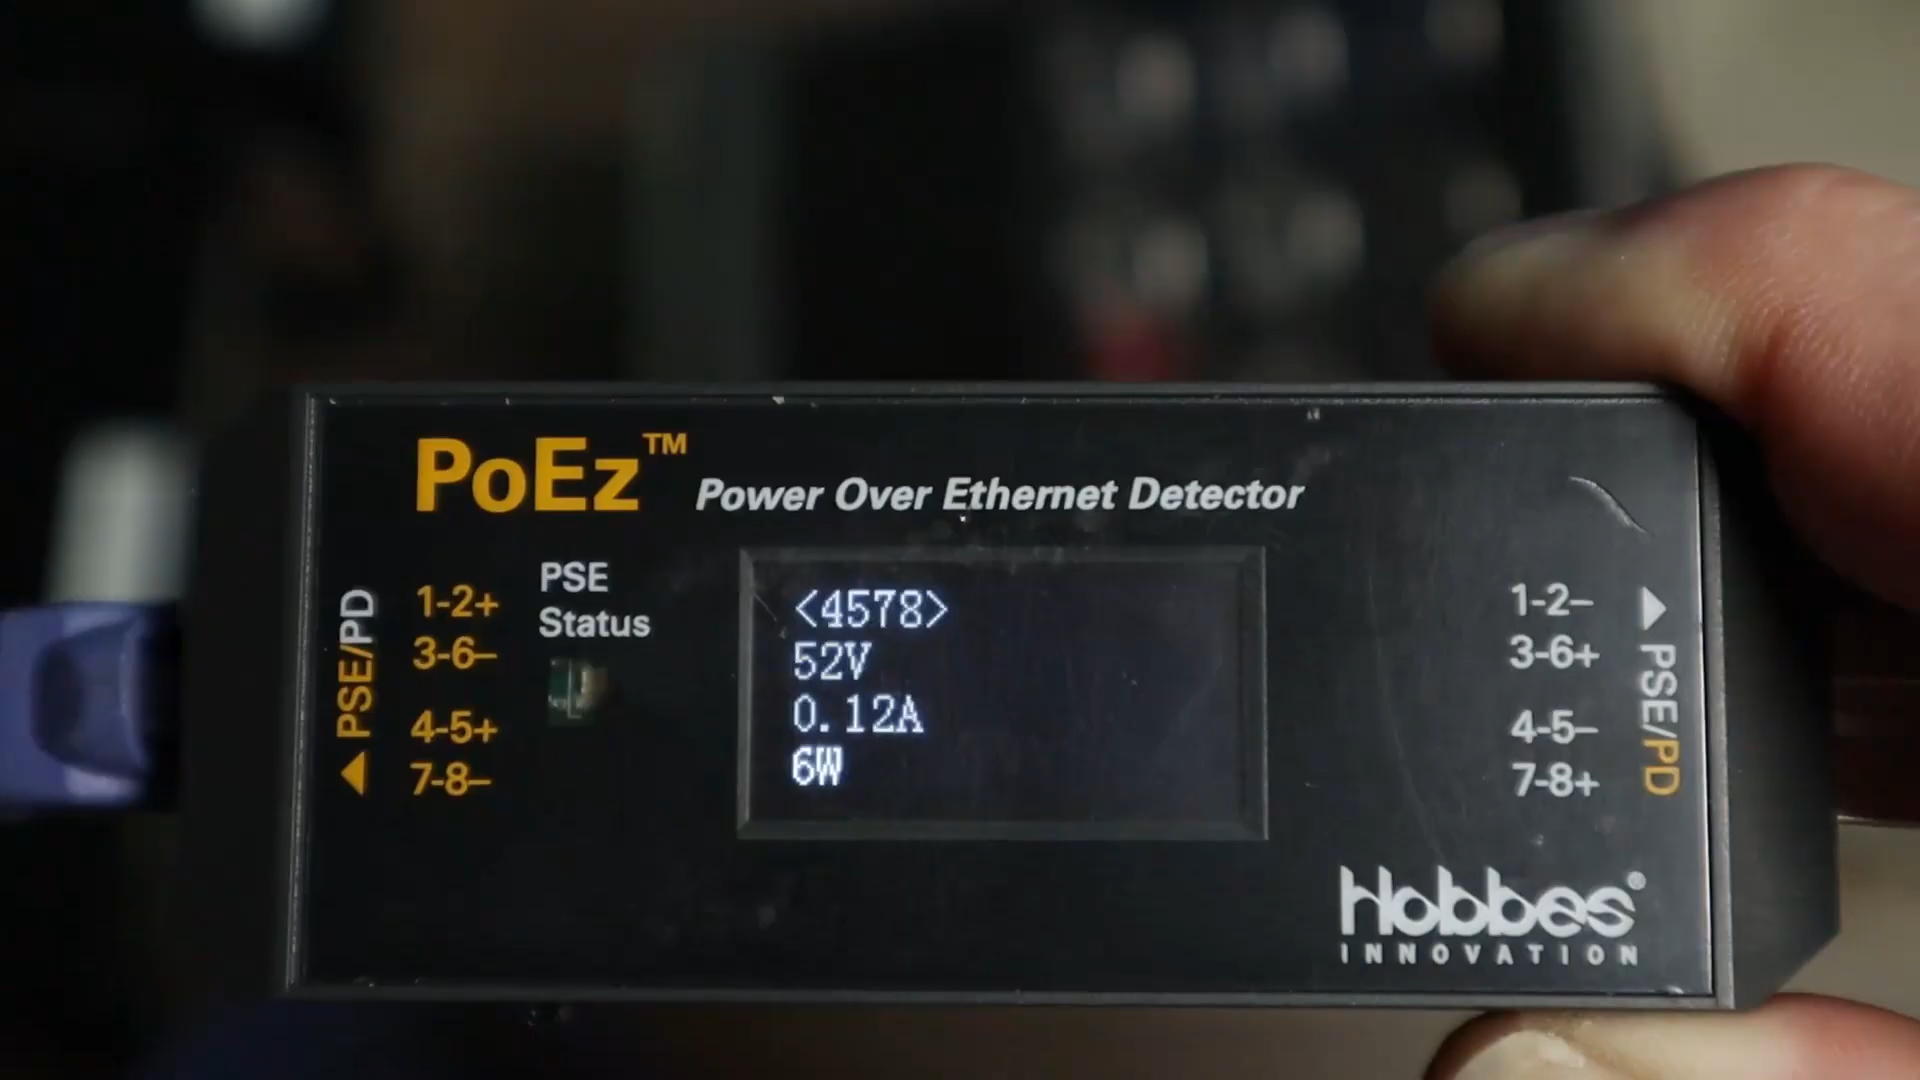 PoEz™ Power Over Ethernet Detector
PSE/PD
1-2+
3-6–
4-5+
7-8–
PSE
Status
<4578>
52V
0.12A
6W
1-2–
3-6+
4-5–
7-8+
PSE/PD
Hobbes®
INNOVATION